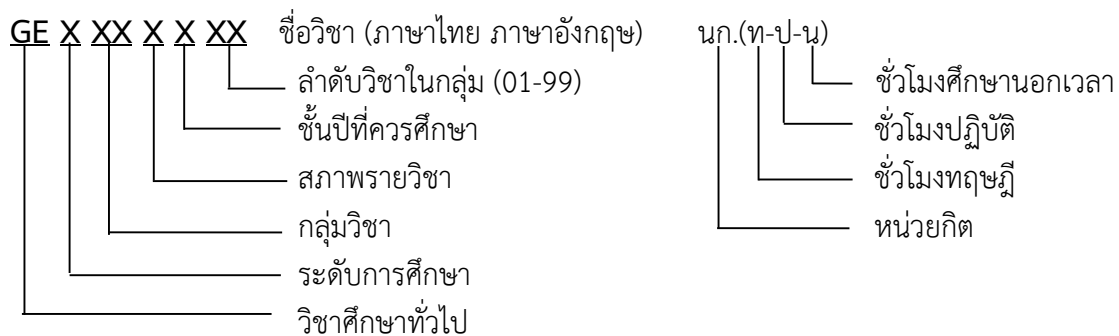 GE X XX X X XX ชื่อวิชา (ภาษาไทย ภาษาอังกฤษ) นก.(ท-ป-น)
ลำดับวิชาในกลุ่ม (01-99) ชั่วโมงศึกษานอกเวลา
ชั้นปีที่ควรศึกษา ชั่วโมงปฏิบัติ
สภาพรายวิชา ชั่วโมงทฤษฎี
กลุ่มวิชา หน่วยกิต
ระดับการศึกษา
วิชาศึกษาทั่วไป